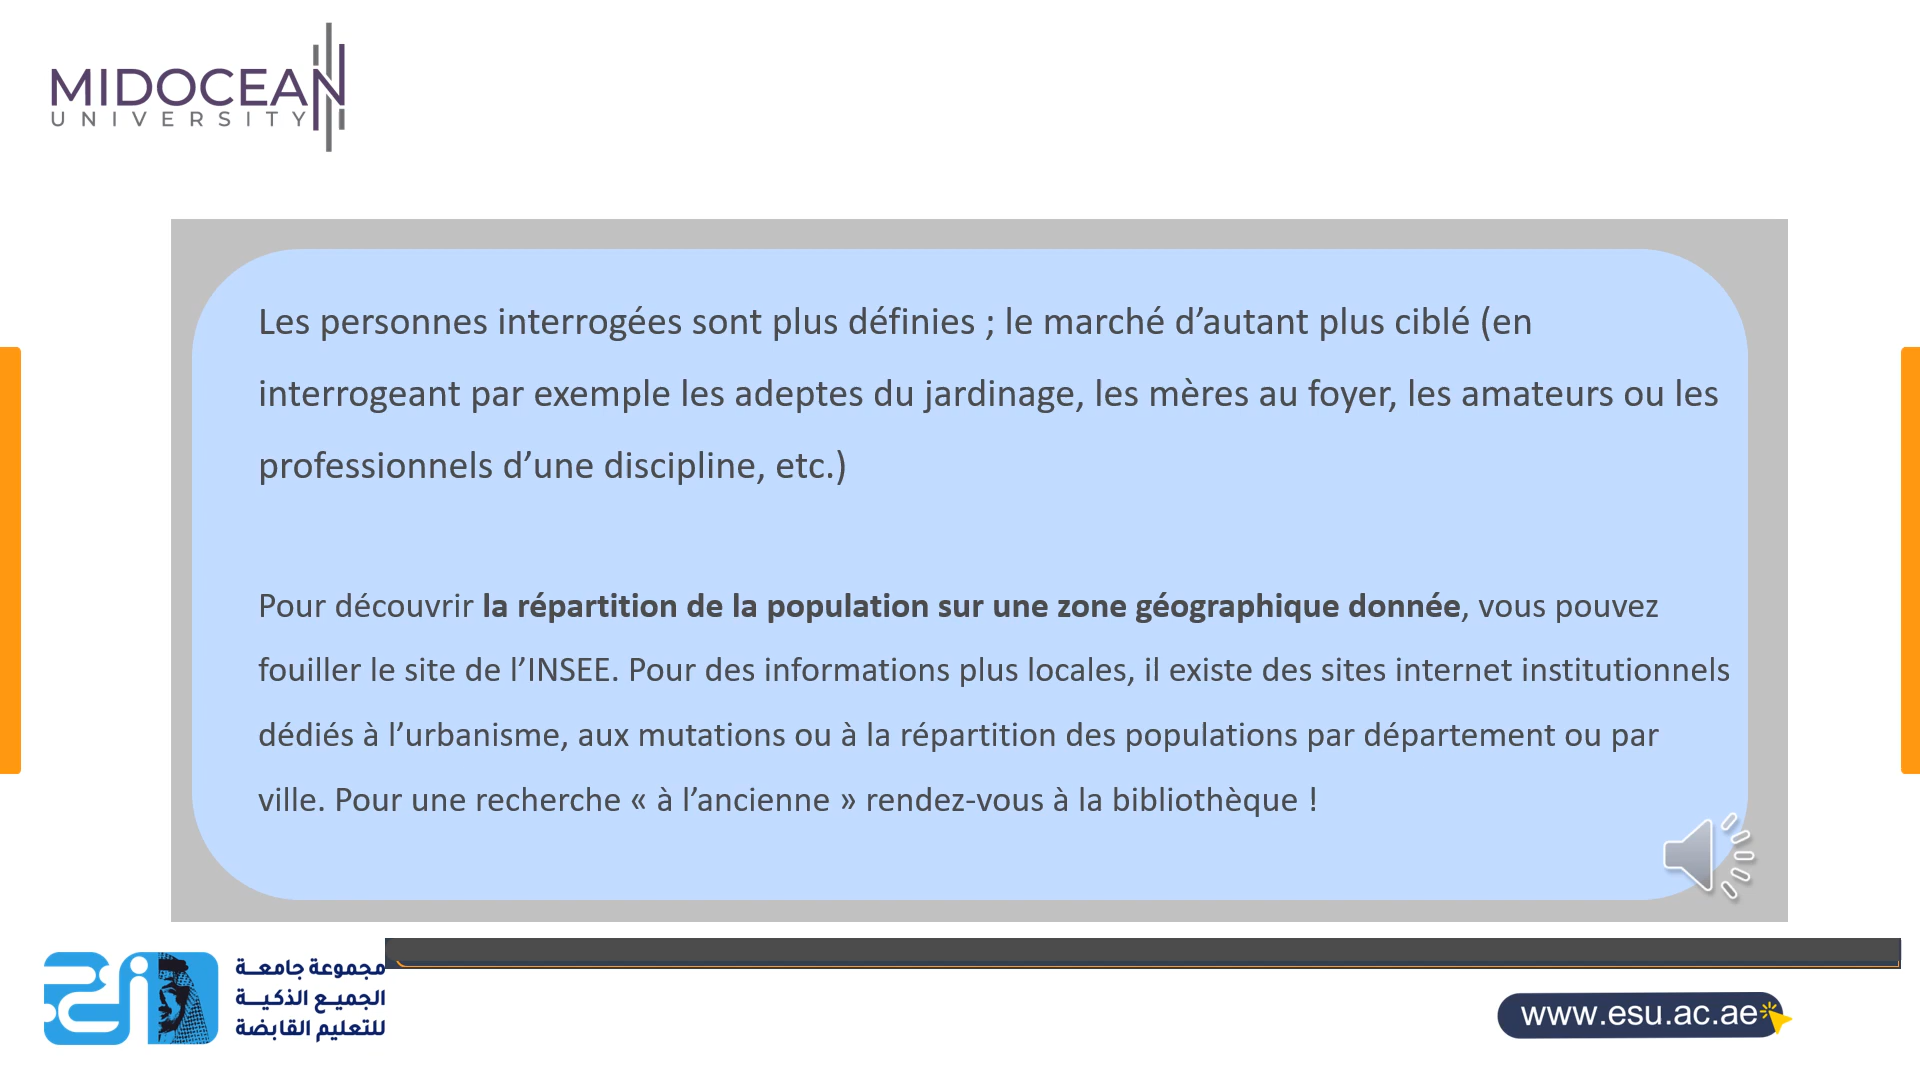 MIDOCEAN
UNIVERSITY
Les personnes interrogées sont plus définies ; le marché d’autant plus ciblé (en
interrogeant par exemple les adeptes du jardinage, les mères au foyer, les amateurs ou les
professionnels d’une discipline, etc.)
Pour découvrir la répartition de la population sur une zone géographique donnée, vous pouvez
fouiller le site de l’INSEE. Pour des informations plus locales, il existe des sites internet institutionnels
dédiés à l’urbanisme, aux mutations ou à la répartition des populations par département ou par
ville. Pour une recherche « à l’ancienne » rendez-vous à la bibliothèque !
مجموعة جامعـــة
الجميـــع الذكيـــة
للتعليم القابضة
www.esu.ac.ae